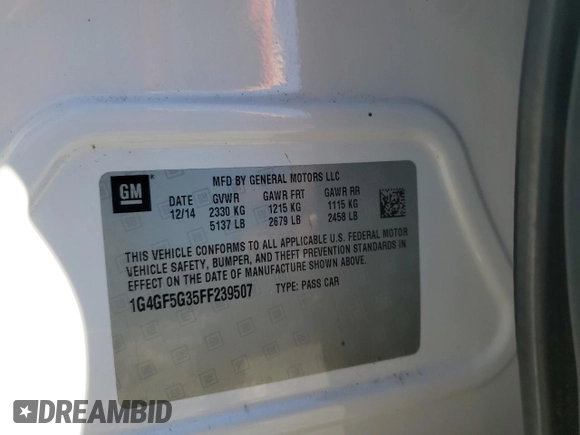 GM
MFD BY GENERAL MOTORS LLC
DATE GVWR GAWR FRT GAWR RR
12/14 2330 KG 1215 KG 1115 KG
5137 LB 2679 LB 2458 LB
THIS VEHICLE CONFORMS TO ALL APPLICABLE U.S. FEDERAL MOTOR
VEHICLE SAFETY, BUMPER, AND THEFT PREVENTION STANDARDS IN
EFFECT ON THE DATE OF MANUFACTURE SHOWN ABOVE.
1G4GF5G35FF239507 TYPE: PASS CAR
DREAMBID